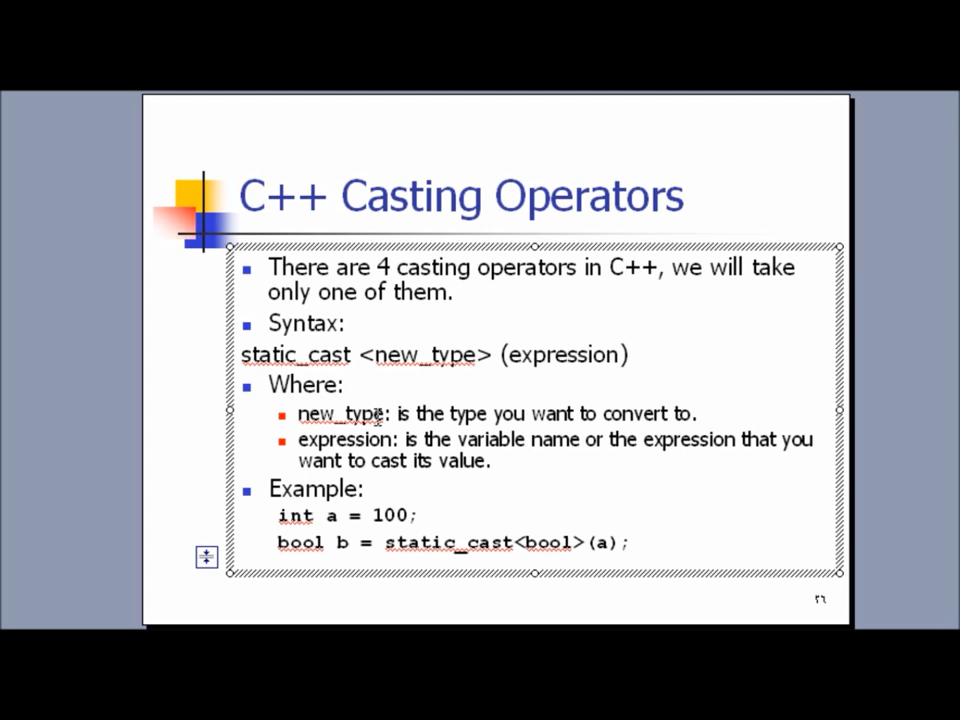 C++ Casting Operators
There are 4 casting operators in C++, we will take
only one of them.
Syntax:
static_cast <new_type> (expression)
Where:
new_type: is the type you want to convert to.
expression: is the variable name or the expression that you
want to cast its value.
Example:
int a = 100;
bool b = static_cast<bool>(a);
٢٦